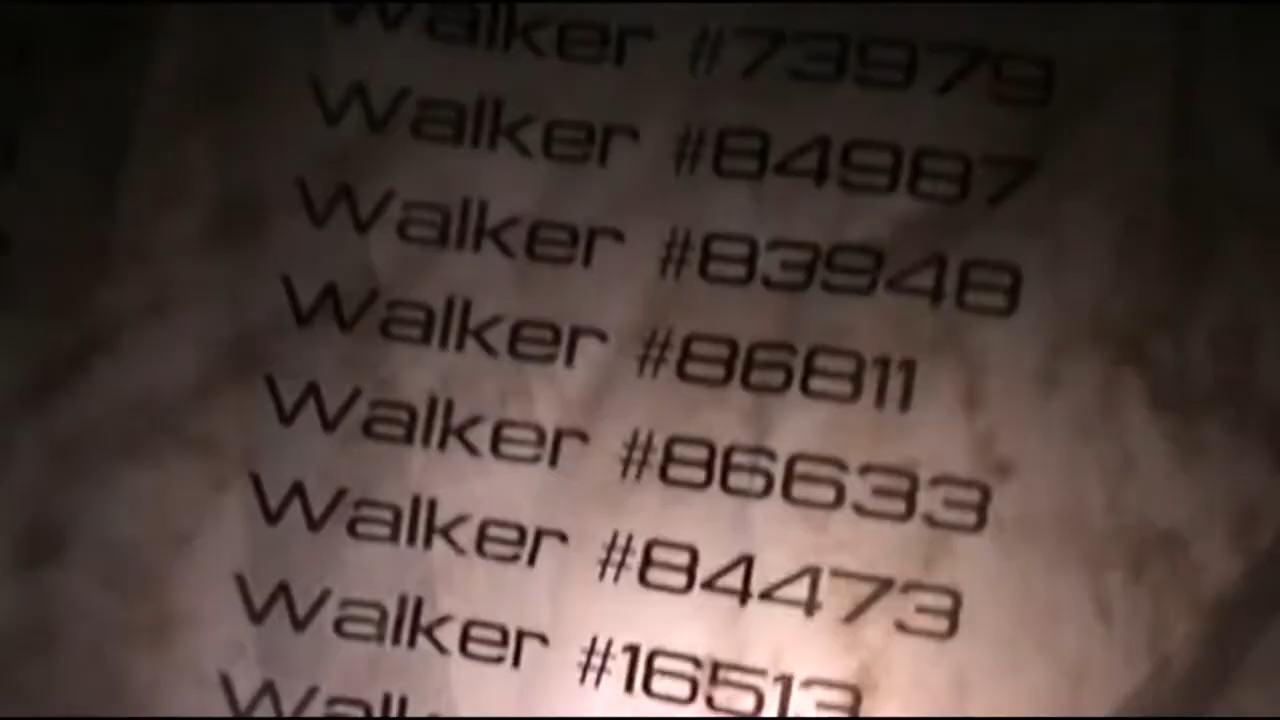 Walker #73979
Walker #84987
Walker #83948
Walker #86811
Walker #86633
Walker #84473
Walker #16513